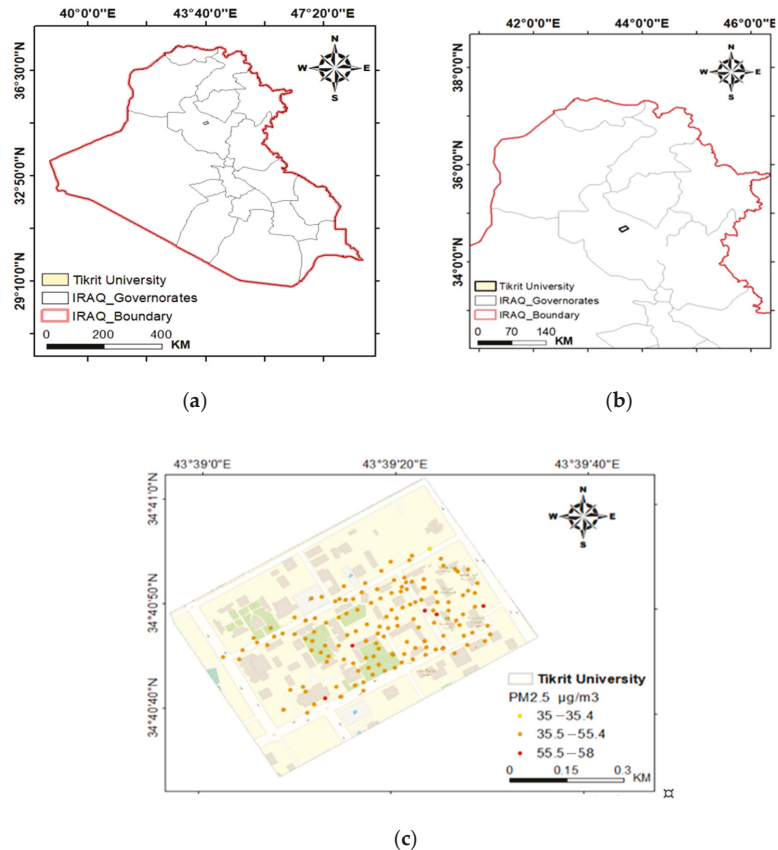 40°0'0"E 43°40'0"E 47°20'0"E
36°30'0"N
32°50'0"N
29°10'0"N
N
W E
S
Tikrit University
IRAQ_Governorates
IRAQ_Boundary
0 200 400
KM
(a)
42°0'0"E 44°0'0"E 46°0'0"E
38°0'0"N
36°0'0"N
34°0'0"N
N
W E
S
Tikrit University
IRAQ_Governorates
IRAQ_Boundary
0 70 140
KM
(b)
43°39'0"E 43°39'20"E 43°39'40"E
34°41'0"N
34°40'50"N
34°40'40"N
N
W E
S
Tikrit University
PM2.5 µg/m3
35 –35.4
35.5 –55.4
55.5 –58
0 0.15 0.3
KM
(c)